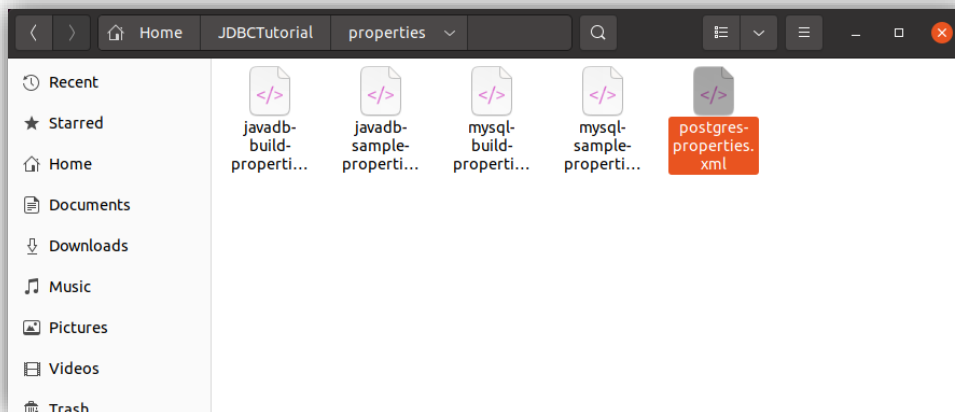 Home JDBCTutorial properties
Recent
Starred
Home
Documents
Downloads
Music
Pictures
Videos
Trash
</> </> </> </> </>
javadb-
build-
properti...
javadb-
sample-
properti...
mysql-
build-
properti...
mysql-
sample-
properti...
postgres-
properties.
xml